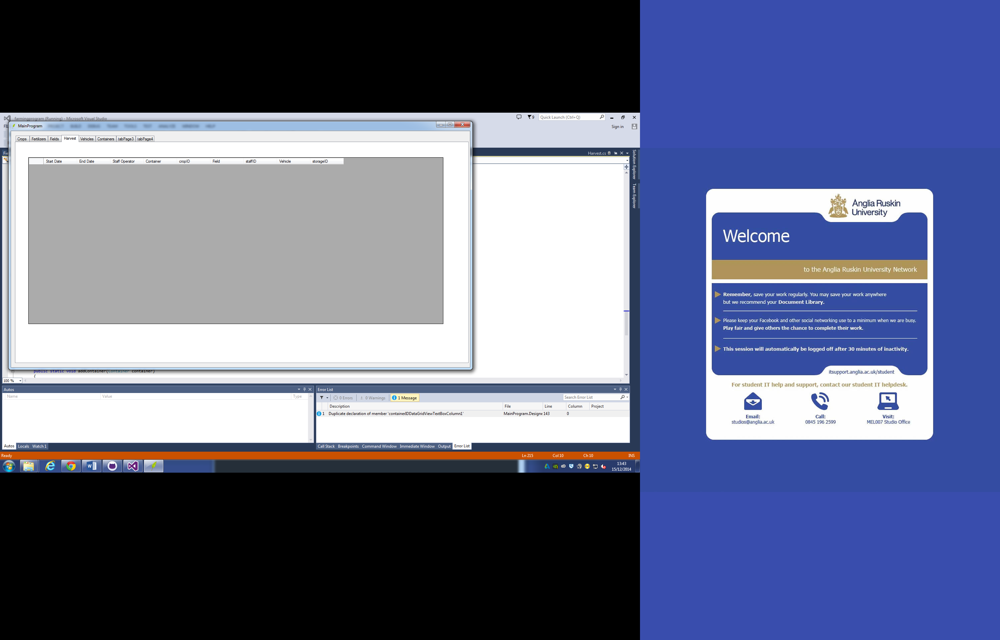 farmingprogram (Running) - Microsoft Visual Studio
9
Quick Launch (Ctrl+Q)
MainProgram
Sign in
Crops Fertilizers Fields Harvest Vehicles Containers tabPage3 tabPage4
Harvest.cs
Start Date End Date Staff Operator Container cropID Field staffID Vehicle storageID
Solution Explorer
Team Explorer
public static void addContainer(Container container)
{
100 %
Autos
Name Value Type
Autos Locals Watch 1
Error List
0 Errors 0 Warnings 1 Message
Search Error List
Description File Line Column Project
1 Duplicate declaration of member 'containerIDDataGridViewTextBoxColumn1' MainProgram.Designe 143 0
Call Stack Breakpoints Command Window Immediate Window Output Error List
Ready Ln 215 Col 10 Ch 10 INS
13:43
15/12/2014
Anglia Ruskin
University
Welcome
to the Anglia Ruskin University Network
Remember, save your work regularly. You may save your work anywhere
but we recommend your Document Library.
Please keep your Facebook and other social networking use to a minimum when we are busy.
Play fair and give others the chance to complete their work.
This session will automatically be logged off after 30 minutes of inactivity.
itsupport.anglia.ac.uk/student
For student IT help and support, contact our student IT helpdesk.
Email:
studios@anglia.ac.uk
Call:
0845 196 2599
Visit:
MEL007 Studio Office